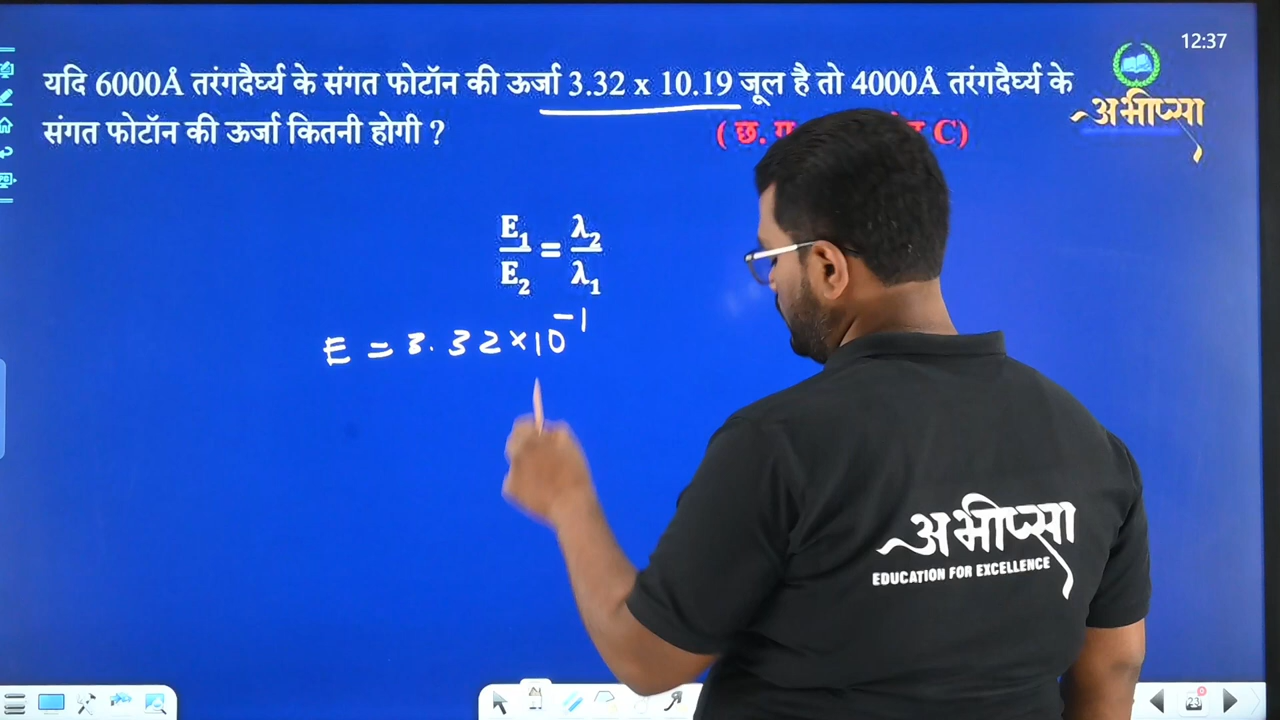 12:37
यदि 6000Å तरंगदैर्घ्य के संगत फोटॉन की ऊर्जा 3.32 x 10.19 जूल है तो 4000Å तरंगदैर्घ्य के
संगत फोटॉन की ऊर्जा कितनी होगी ?
( छ. C)
अभीप्सा
E₁/E₂ = λ₂/λ₁
E = 3.32×10⁻¹
अभीप्सा
EDUCATION FOR EXCELLENCE
23